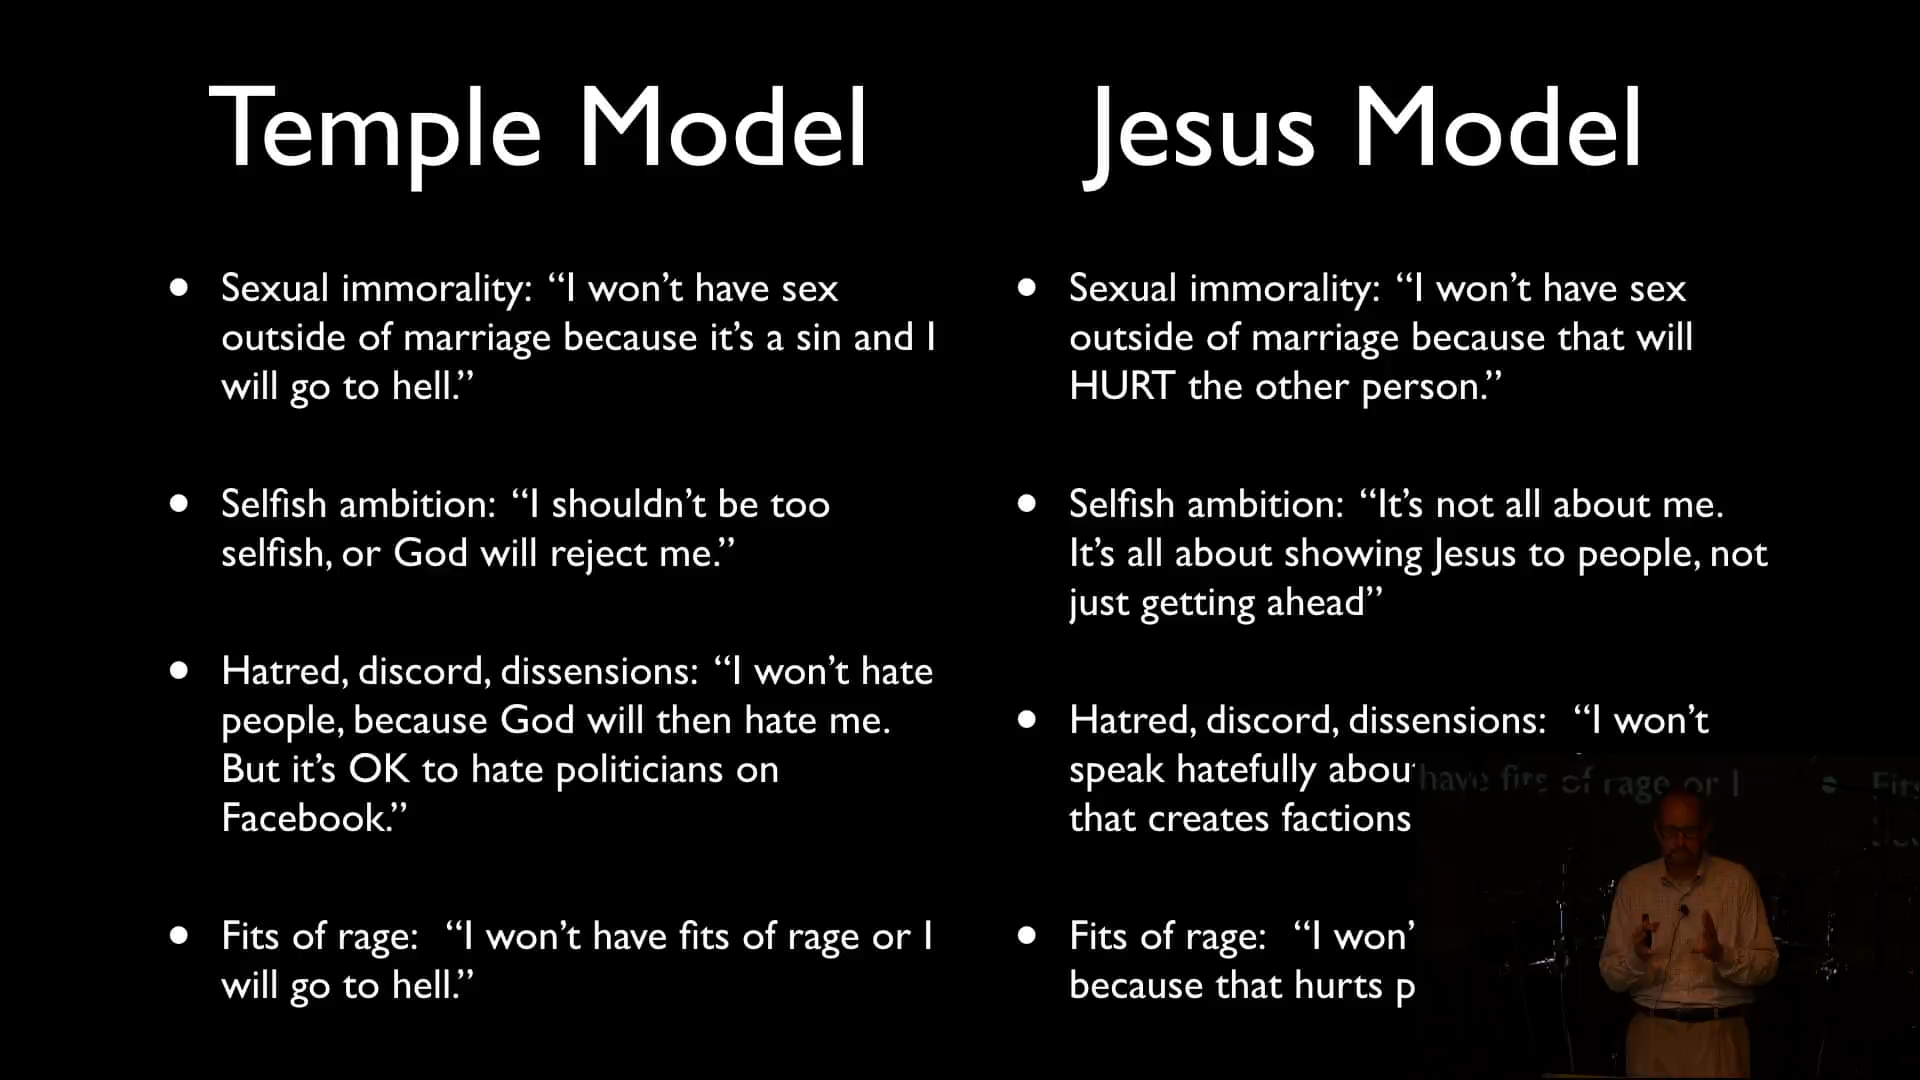 Temple Model
Sexual immorality: “I won’t have sex
outside of marriage because it’s a sin and I
will go to hell.”
Selfish ambition: “I shouldn’t be too
selfish, or God will reject me.”
Hatred, discord, dissensions: “I won’t hate
people, because God will then hate me.
But it’s OK to hate politicians on
Facebook.”
Fits of rage: “I won’t have fits of rage or I
will go to hell.”
Jesus Model
Sexual immorality: “I won’t have sex
outside of marriage because that will
HURT the other person.”
Selfish ambition: “It’s not all about me.
It’s all about showing Jesus to people, not
just getting ahead”
Hatred, discord, dissensions: “I won’t
speak hatefully
that creates factions
Fits of rage: “I
because that hurts
have fits of rage or I